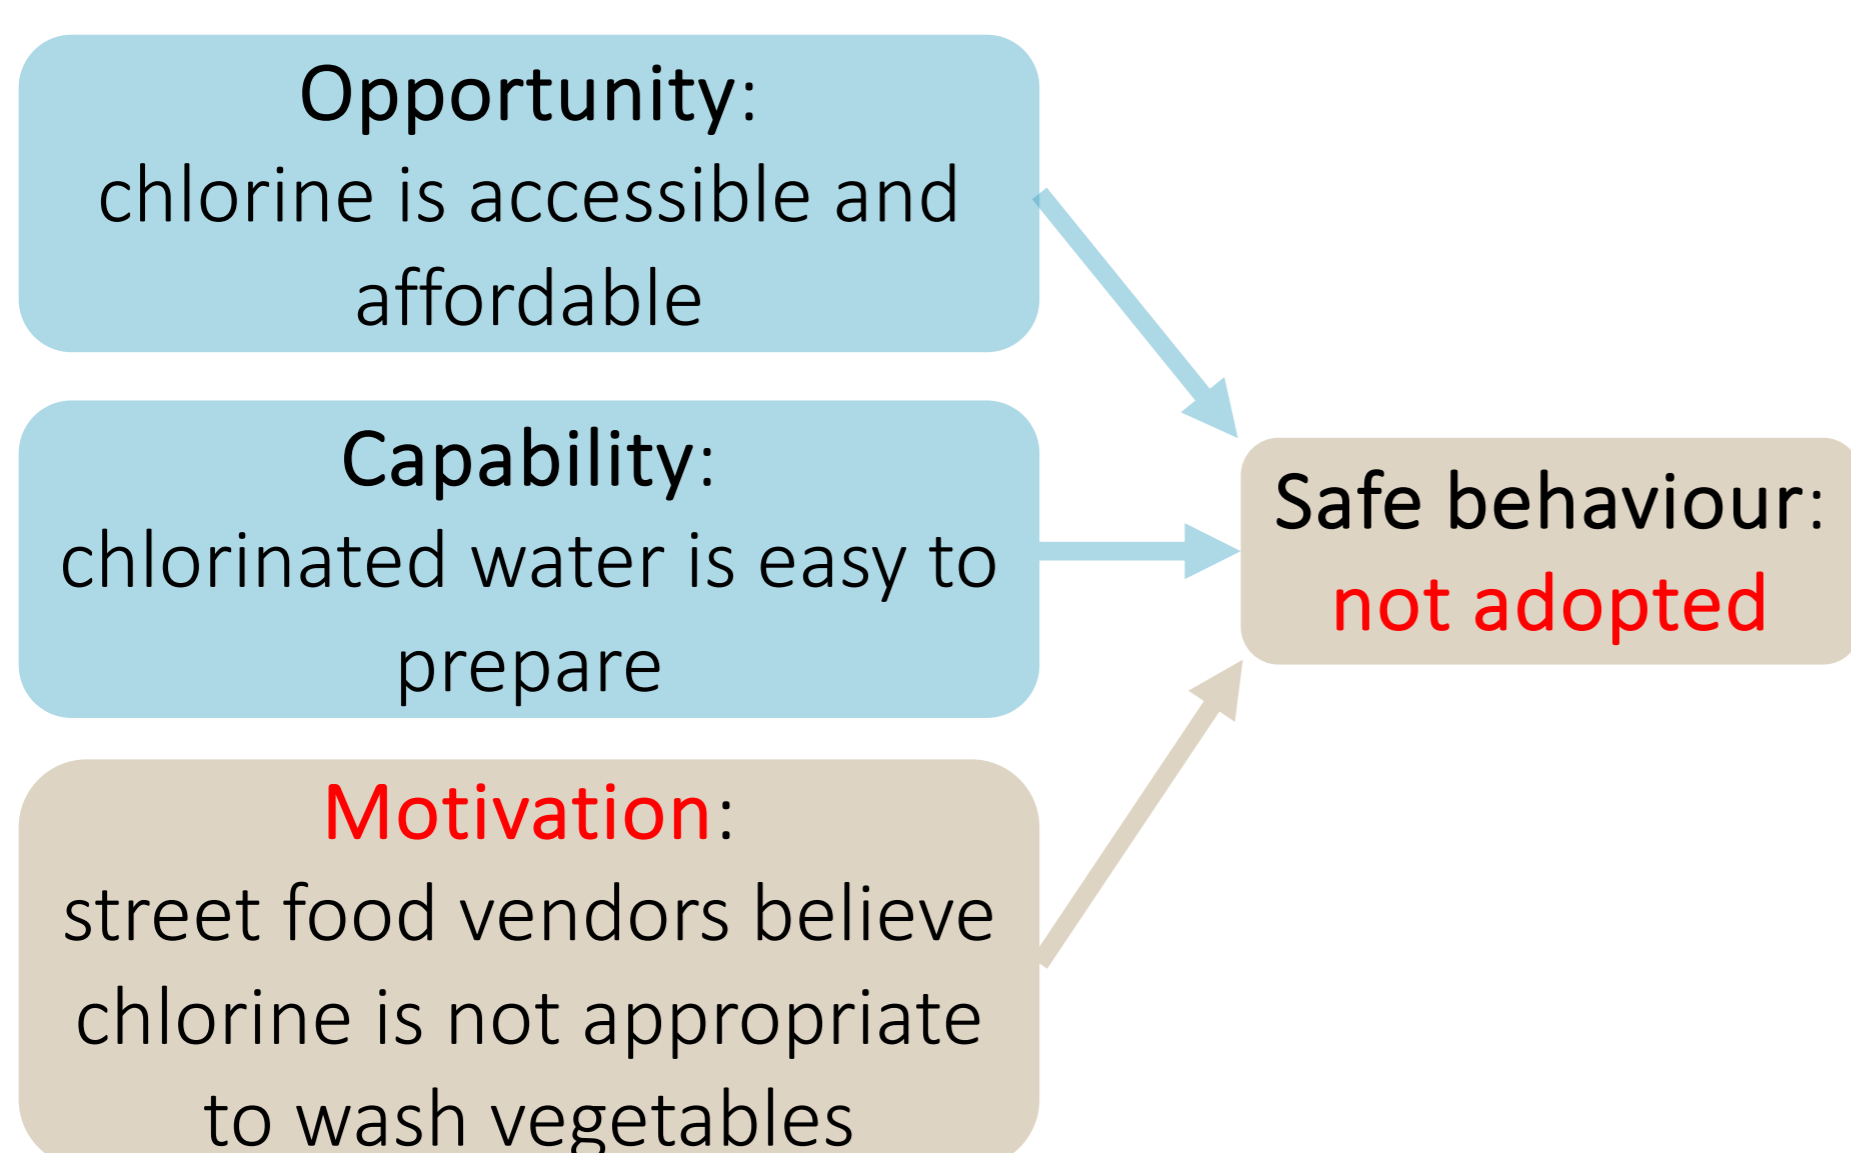 Opportunity:
chlorine is accessible and
affordable
Capability:
chlorinated water is easy to
prepare
Motivation:
street food vendors believe
chlorine is not appropriate
to wash vegetables
Safe behaviour:
not adopted